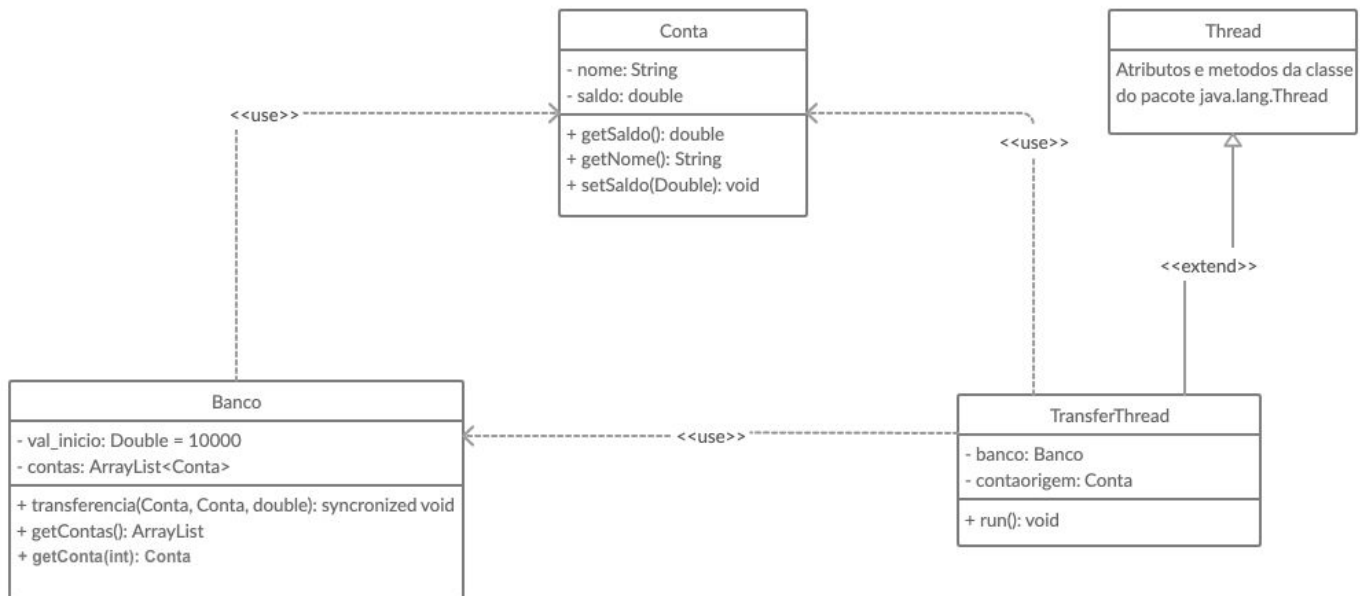 Conta
- nome: String
- saldo: double
+ getSaldo(): double
+ getNome(): String
+ setSaldo(Double): void
Thread
Atributos e metodos da classe
do pacote java.lang.Thread
<<use>>
<<use>>
<<extend>>
Banco
- val_inicio: Double = 10000
- contas: ArrayList<Conta>
+ transferencia(Conta, Conta, double): syncronized void
+ getContas(): ArrayList
+ getConta(int): Conta
<<use>>
TransferThread
- banco: Banco
- contaorigem: Conta
+ run(): void